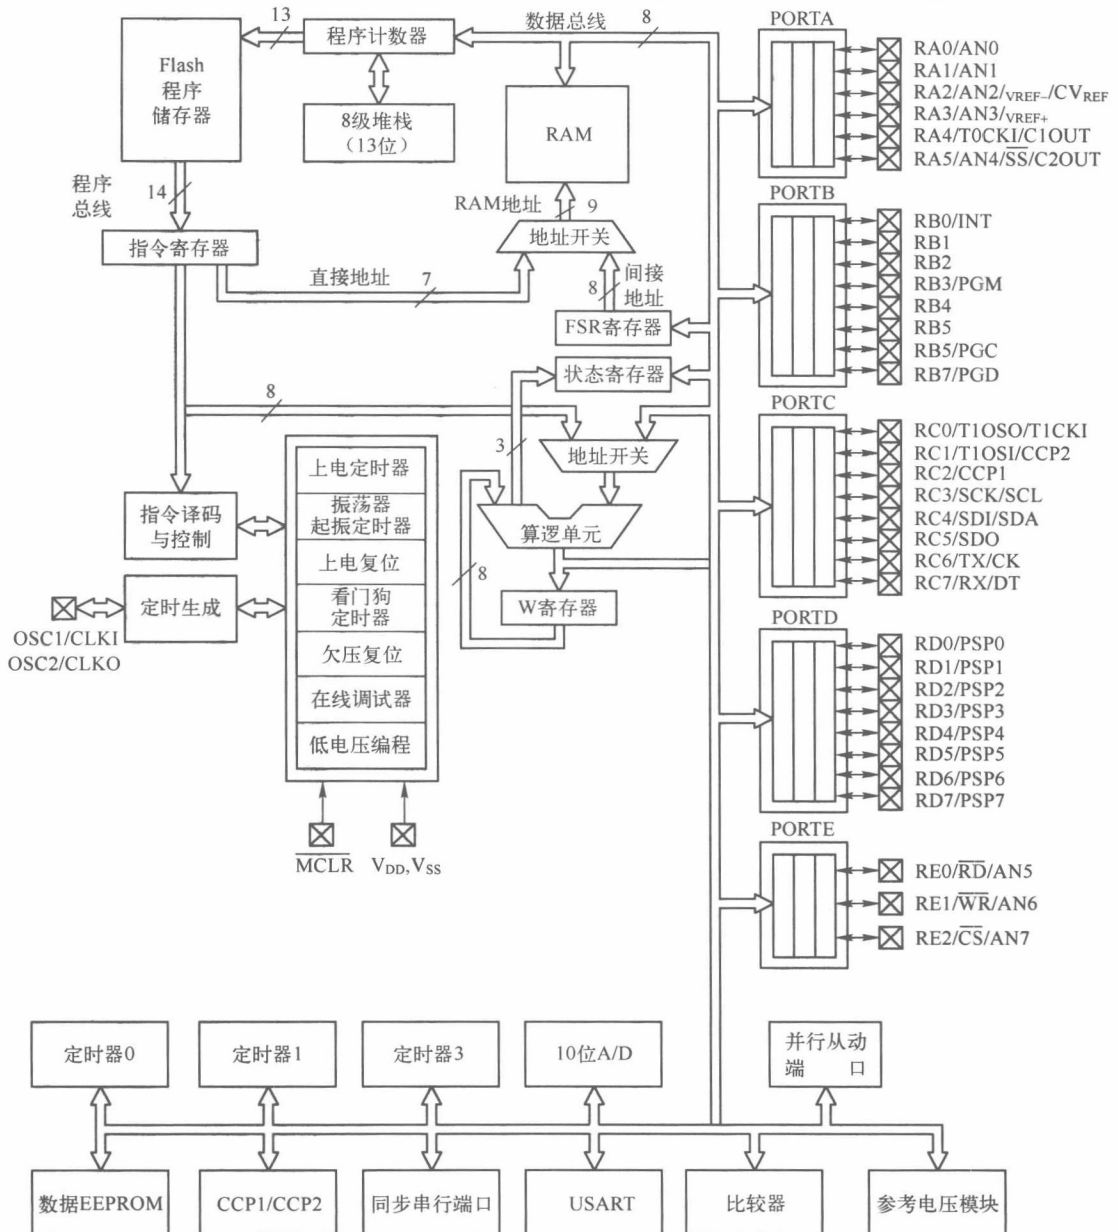 13
程序计数器
数据总线
8
Flash
程序
储存器
8级堆栈
（13位）
RAM
程序
总线
14
RAM地址
9
指令寄存器
地址开关
直接地址
7
8
间接
地址
FSR寄存器
状态寄存器
8
3
地址开关
算逻单元
8
W寄存器
指令译码
与控制
定时生成
OSC1/CLKI
OSC2/CLKO
上电定时器
振荡器
起振定时器
上电复位
看门狗
定时器
欠压复位
在线调试器
低电压编程
MCLR
VDD,VSS
PORTA
RA0/AN0
RA1/AN1
RA2/AN2/VREF-/CVREF
RA3/AN3/VREF+
RA4/T0CKI/C1OUT
RA5/AN4/SS/C2OUT
PORTB
RB0/INT
RB1
RB2
RB3/PGM
RB4
RB5
RB5/PGC
RB7/PGD
PORTC
RC0/T1OSO/T1CKI
RC1/T1OSI/CCP2
RC2/CCP1
RC3/SCK/SCL
RC4/SDI/SDA
RC5/SDO
RC6/TX/CK
RC7/RX/DT
PORTD
RD0/PSP0
RD1/PSP1
RD2/PSP2
RD3/PSP3
RD4/PSP4
RD5/PSP5
RD6/PSP6
RD7/PSP7
PORTE
RE0/RD/AN5
RE1/WR/AN6
RE2/CS/AN7
定时器0
定时器1
定时器3
10位A/D
并行从动
端 口
数据EEPROM
CCP1/CCP2
同步串行端口
USART
比较器
参考电压模块